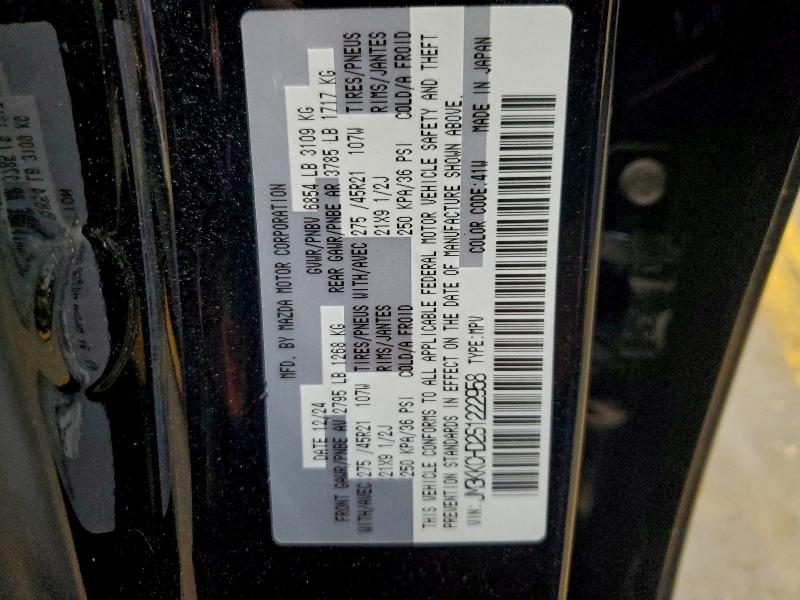 MFD. BY MAZDA MOTOR CORPORATION
DATE 12/24 GVWR/PNBV 6854 LB 3109 KG
FRONT GAWR/PNBE AV 2795 LB 1268 KG REAR GAWR/PNBE AR 3785 LB 1717 KG
WITH/AVEC 275 /45R21 107W TIRES/PNEUS WITH/AVEC 275 /45R21 107W TIRES/PNEUS
21X9 1/2J RIMS/JANTES 21X9 1/2J RIMS/JANTES
250 KPA/36 PSI COLD/A FROID 250 KPA/36 PSI COLD/A FROID
THIS VEHICLE CONFORMS TO ALL APPLICABLE FEDERAL MOTOR VEHICLE SAFETY AND THEFT
PREVENTION STANDARDS IN EFFECT ON THE DATE OF MANUFACTURE SHOWN ABOVE.
VIN: JM3KKCHD2S1222958 TYPE:MPV COLOR CODE:41W MADE IN JAPAN